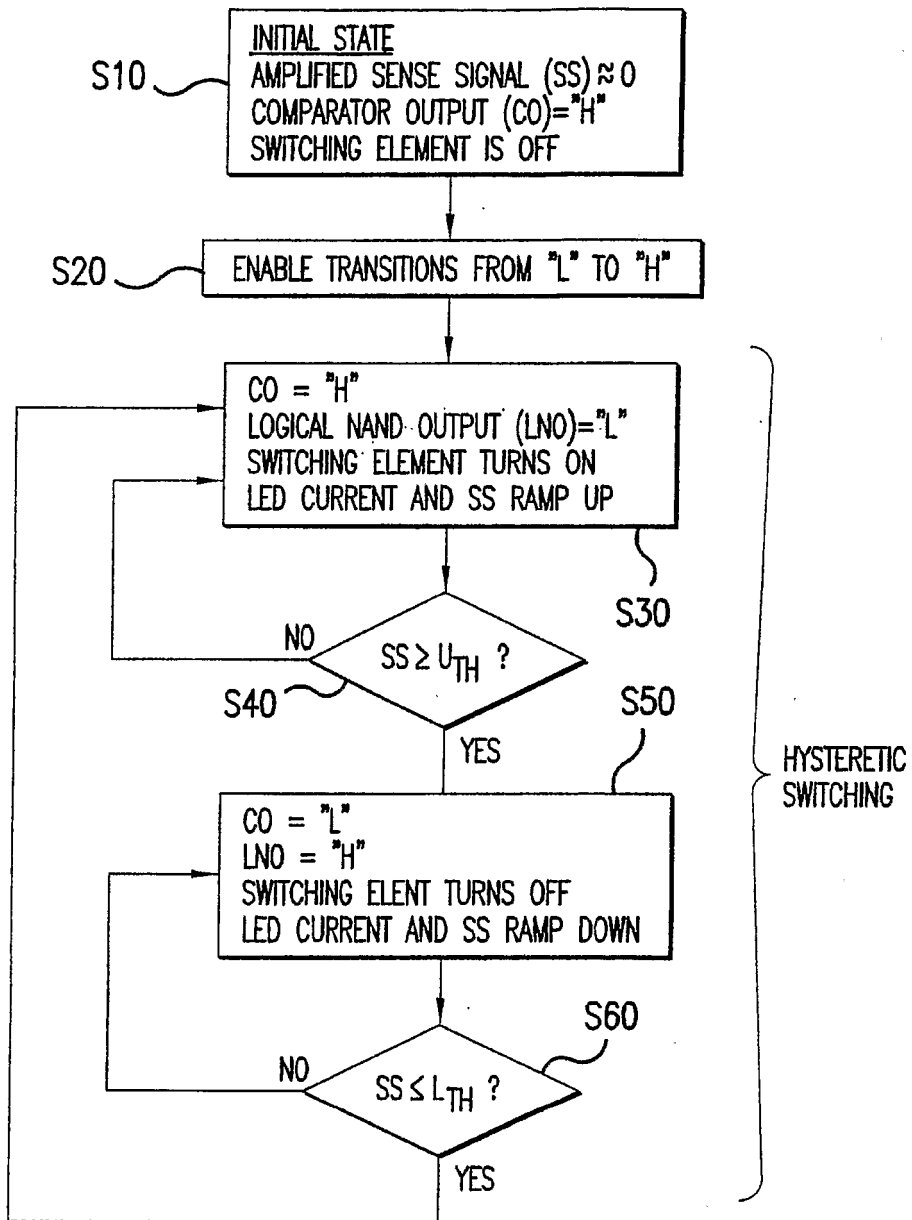 INITIAL STATE
AMPLIFIED SENSE SIGNAL (SS) ≈ 0
COMPARATOR OUTPUT (CO)="H"
SWITCHING ELEMENT IS OFF
S10
S20
ENABLE TRANSITIONS FROM "L" TO "H"
CO = "H"
LOGICAL NAND OUTPUT (LNO)="L"
SWITCHING ELEMENT TURNS ON
LED CURRENT AND SS RAMP UP
S30
NO
SS ≥ U_TH ?
S40
YES
S50
CO = "L"
LNO = "H"
SWITCHING ELENT TURNS OFF
LED CURRENT AND SS RAMP DOWN
HYSTERETIC
SWITCHING
S60
NO
SS ≤ L_TH ?
YES